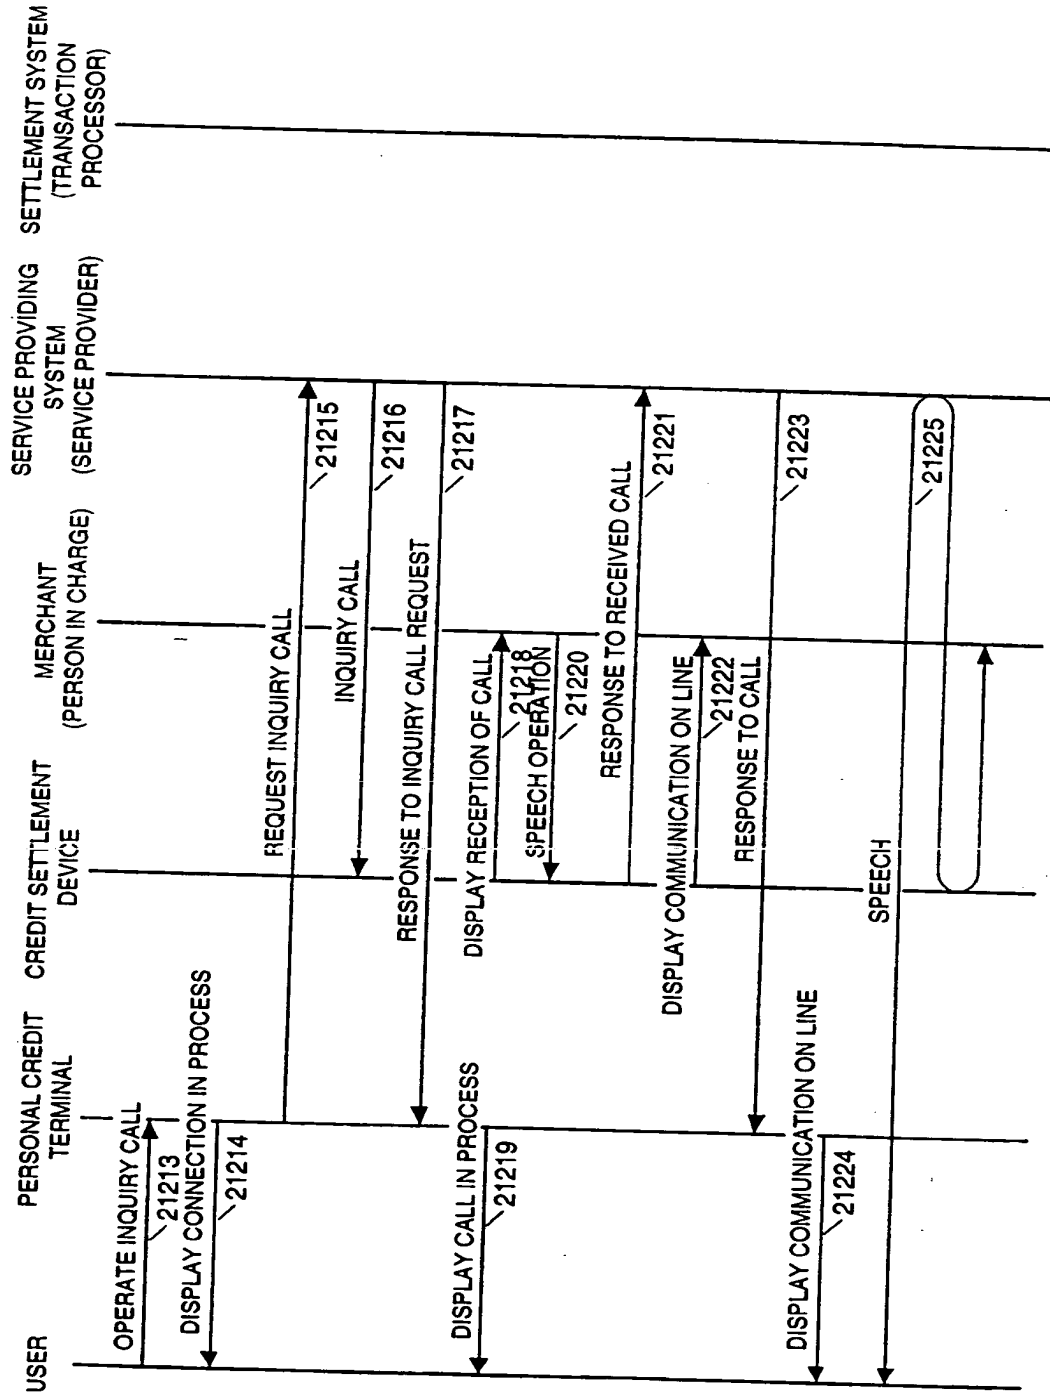 USER
PERSONAL CREDIT
TERMINAL
CREDIT SETTLEMENT
DEVICE
MERCHANT
(PERSON IN CHARGE)
SERVICE PROVIDING
SYSTEM
(SERVICE PROVIDER)
SETTLEMENT SYSTEM
(TRANSACTION
PROCESSOR)
OPERATE INQUIRY CALL
21213
DISPLAY CONNECTION IN PROCESS
21214
REQUEST INQUIRY CALL
21215
INQUIRY CALL
21216
RESPONSE TO INQUIRY CALL REQUEST
21217
DISPLAY RECEPTION OF CALL
21218
DISPLAY CALL IN PROCESS
21219
SPEECH OPERATION
21220
RESPONSE TO RECEIVED CALL
21221
DISPLAY COMMUNICATION ON LINE
21222
RESPONSE TO CALL
21223
DISPLAY COMMUNICATION ON LINE
21224
SPEECH
21225